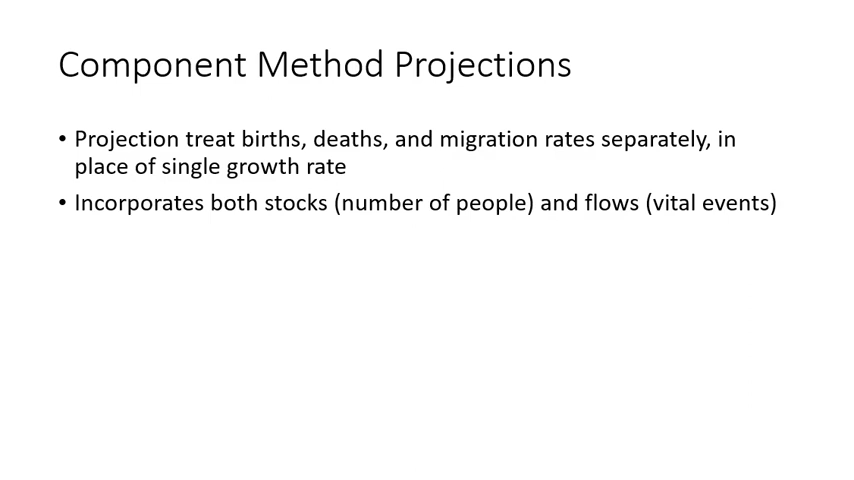 Component Method Projections
• Projection treat births, deaths, and migration rates separately, in
place of single growth rate
• Incorporates both stocks (number of people) and flows (vital events)